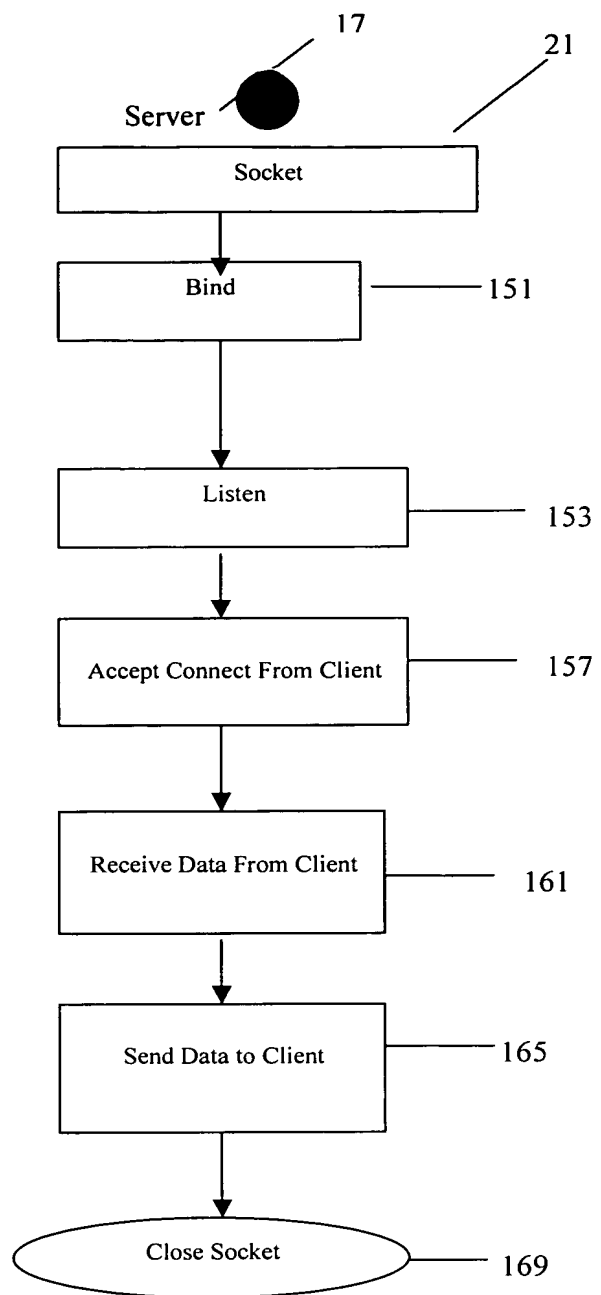 17
21
Server
Socket
Bind
151
Listen
153
Accept Connect From Client
157
Receive Data From Client
161
Send Data to Client
165
Close Socket
169